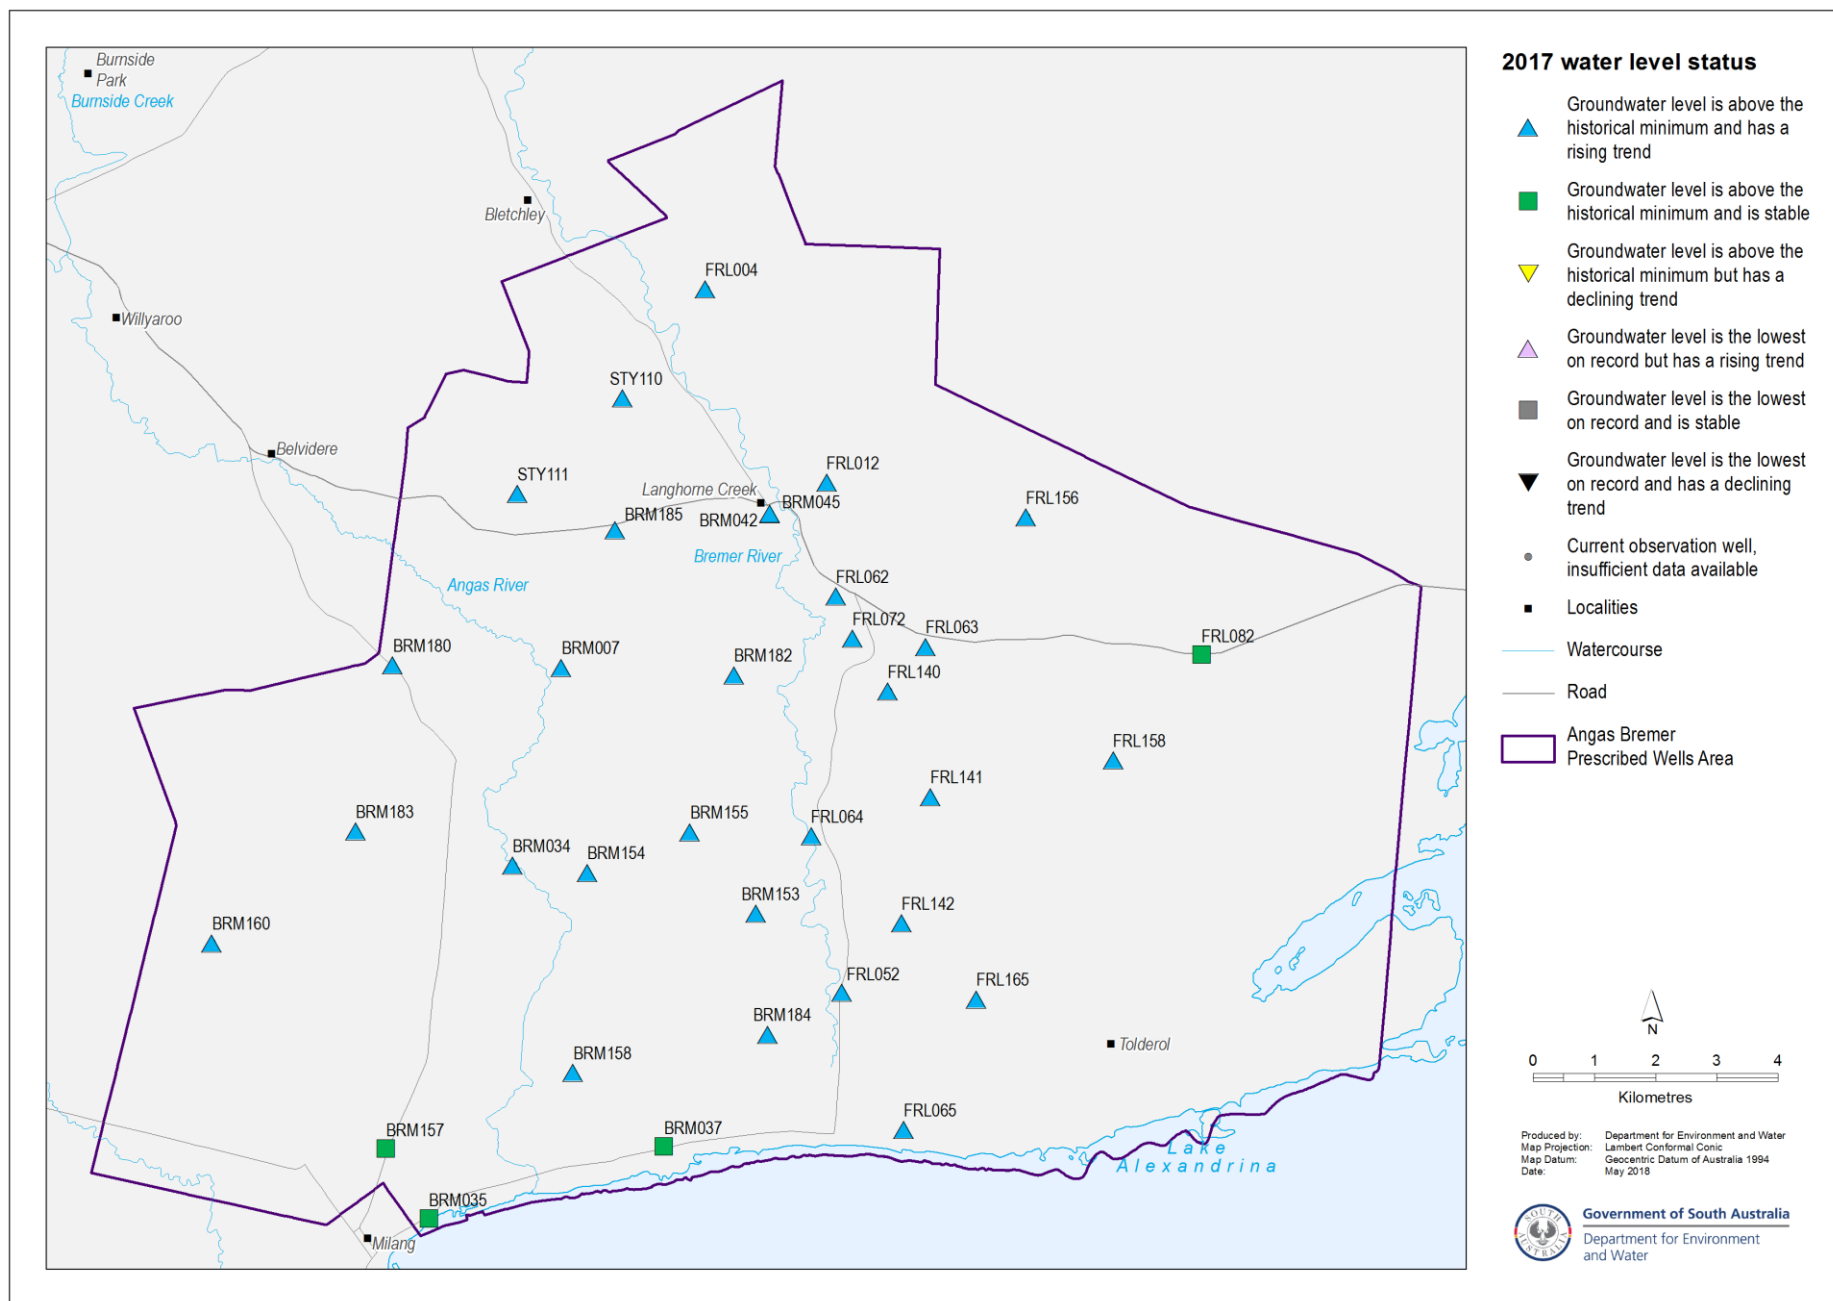 Burnside
Park
Burnside Creek
Bletchley
Willyaroo
FRL004
STY110
Belvidere
STY111
Langhorne Creek
FRL012
BRM045
BRM042
BRM185
FRL156
Bremer River
Angas River
FRL062
FRL072
FRL063
FRL082
BRM180
BRM007
BRM182
FRL140
FRL158
FRL141
BRM183
BRM155
FRL064
BRM034
BRM154
BRM153
FRL142
BRM160
FRL052
FRL165
BRM184
Tolderol
BRM158
FRL065
BRM157
BRM037
Lake
Alexandrina
BRM035
Milang
2017 water level status
Groundwater level is above the
historical minimum and has a
rising trend
Groundwater level is above the
historical minimum and is stable
Groundwater level is above the
historical minimum but has a
declining trend
Groundwater level is the lowest
on record but has a rising trend
Groundwater level is the lowest
on record and is stable
Groundwater level is the lowest
on record and has a declining
trend
Current observation well,
insufficient data available
Localities
Watercourse
Road
Angas Bremer
Prescribed Wells Area
N
0 1 2 3 4
Kilometres
Produced by: Department for Environment and Water
Map Projection: Lambert Conformal Conic
Map Datum: Geocentric Datum of Australia 1994
Date: May 2018
SOUTH
AUSTRALIA
Government of South Australia
Department for Environment
and Water